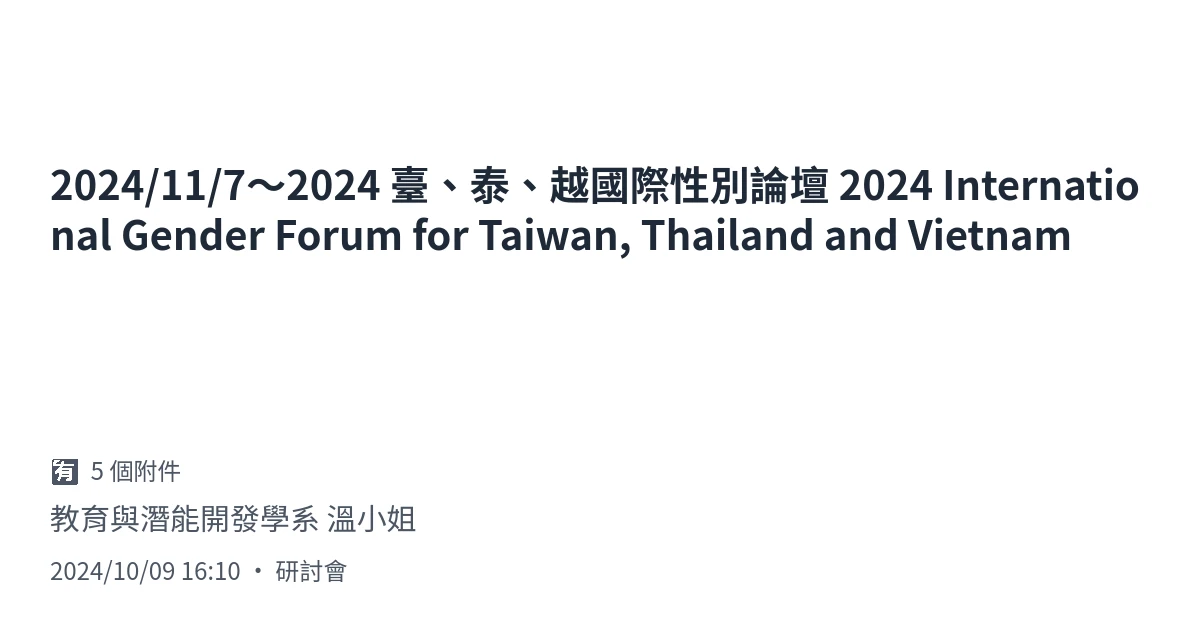 2024/11/7～2024 臺、泰、越國際性別論壇 2024 Internatio
nal Gender Forum for Taiwan, Thailand and Vietnam
有 5 個附件
教育與潛能開發學系 溫小姐
2024/10/09 16:10 ・ 研討會